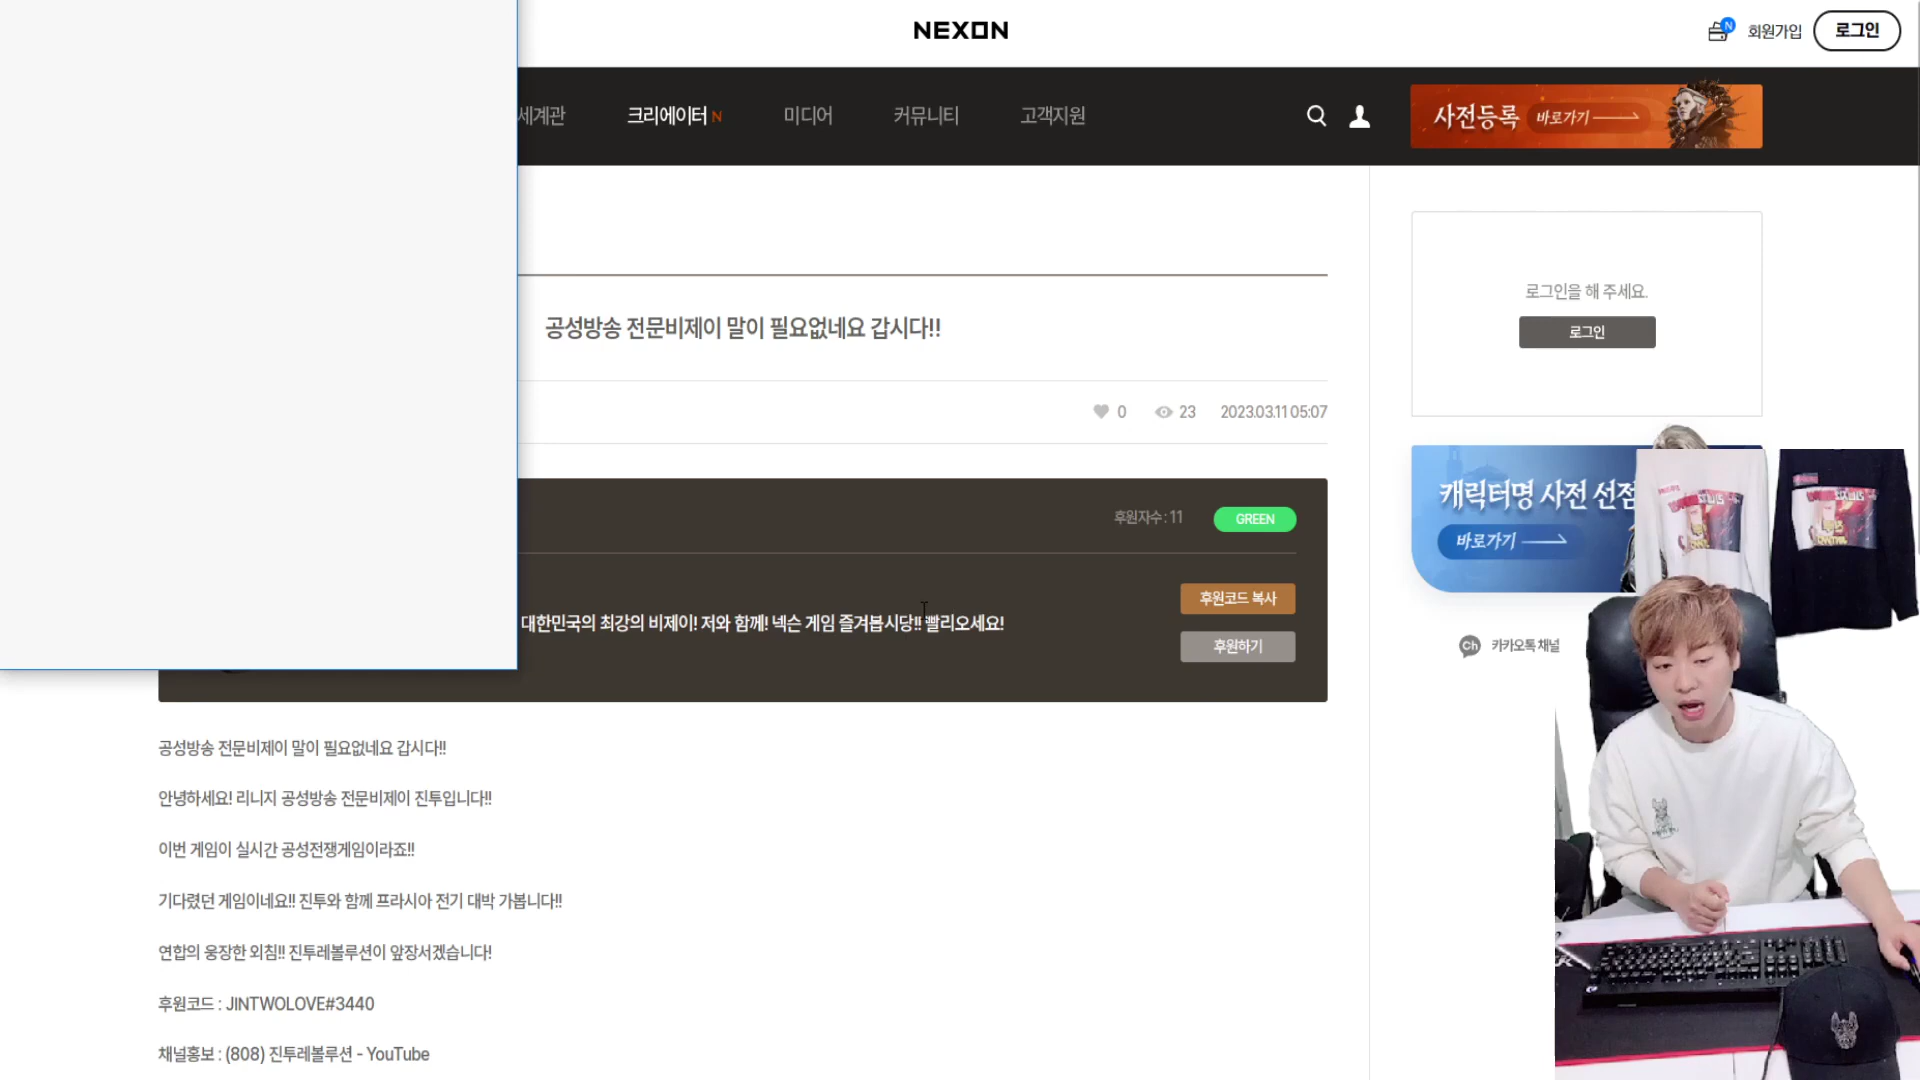 NEXON
N
회원가입
로그인
세계관
크리에이터 N
미디어
커뮤니티
고객지원
사전등록 바로가기
로그인을 해 주세요.
로그인
공성방송 전문비제이 말이 필요없네요 갑시다!!
0
23
2023.03.11 05:07
후원자수 : 11
GREEN
대한민국의 최강의 비제이! 저와 함께! 넥슨 게임 즐겨봅시당!! 빨리오세요!
후원코드 복사
후원하기
캐릭터명 사전 선점
바로가기
Ch 카카오톡 채널
공성방송 전문비제이 말이 필요없네요 갑시다!!
안녕하세요! 리니지 공성방송 전문비제이 진투입니다!!
이번 게임이 실시간 공성전쟁게임이라죠!!
기다렸던 게임이네요!! 진투와 함께 프라시아 전기 대박 가봅니다!!
연합의 웅장한 외침!! 진투레볼루션이 앞장서겠습니다!
후원코드 : JINTWOLOVE#3440
채널홍보 : (808) 진투레볼루션 - YouTube